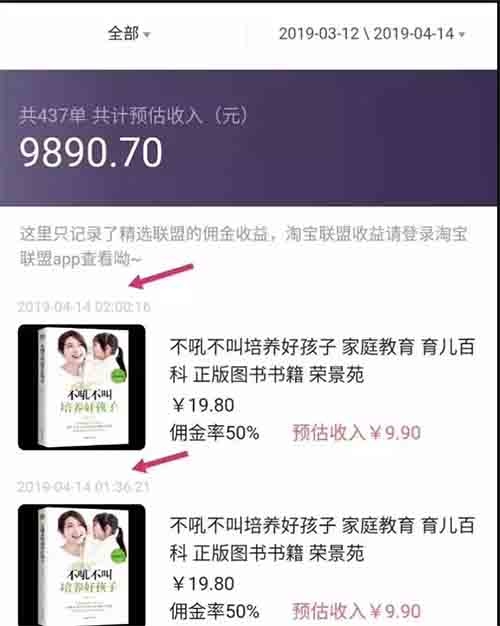 全部
2019-03-12 \ 2019-04-14
共437单 共计预估收入（元）
9890.70
这里只记录了精选联盟的佣金收益，淘宝联盟收益请登录淘宝
联盟app查看呦~
2019-04-14 02:00:16
不吼不叫
培养好孩子
不吼不叫培养好孩子 家庭教育 育儿百
科 正版图书书籍 荣景苑
￥19.80
佣金率50% 预估收入￥9.90
2019-04-14 01:36:21
不吼不叫
培养好孩子
不吼不叫培养好孩子 家庭教育 育儿百
科 正版图书书籍 荣景苑
￥19.80
佣金率50% 预估收入￥9.90